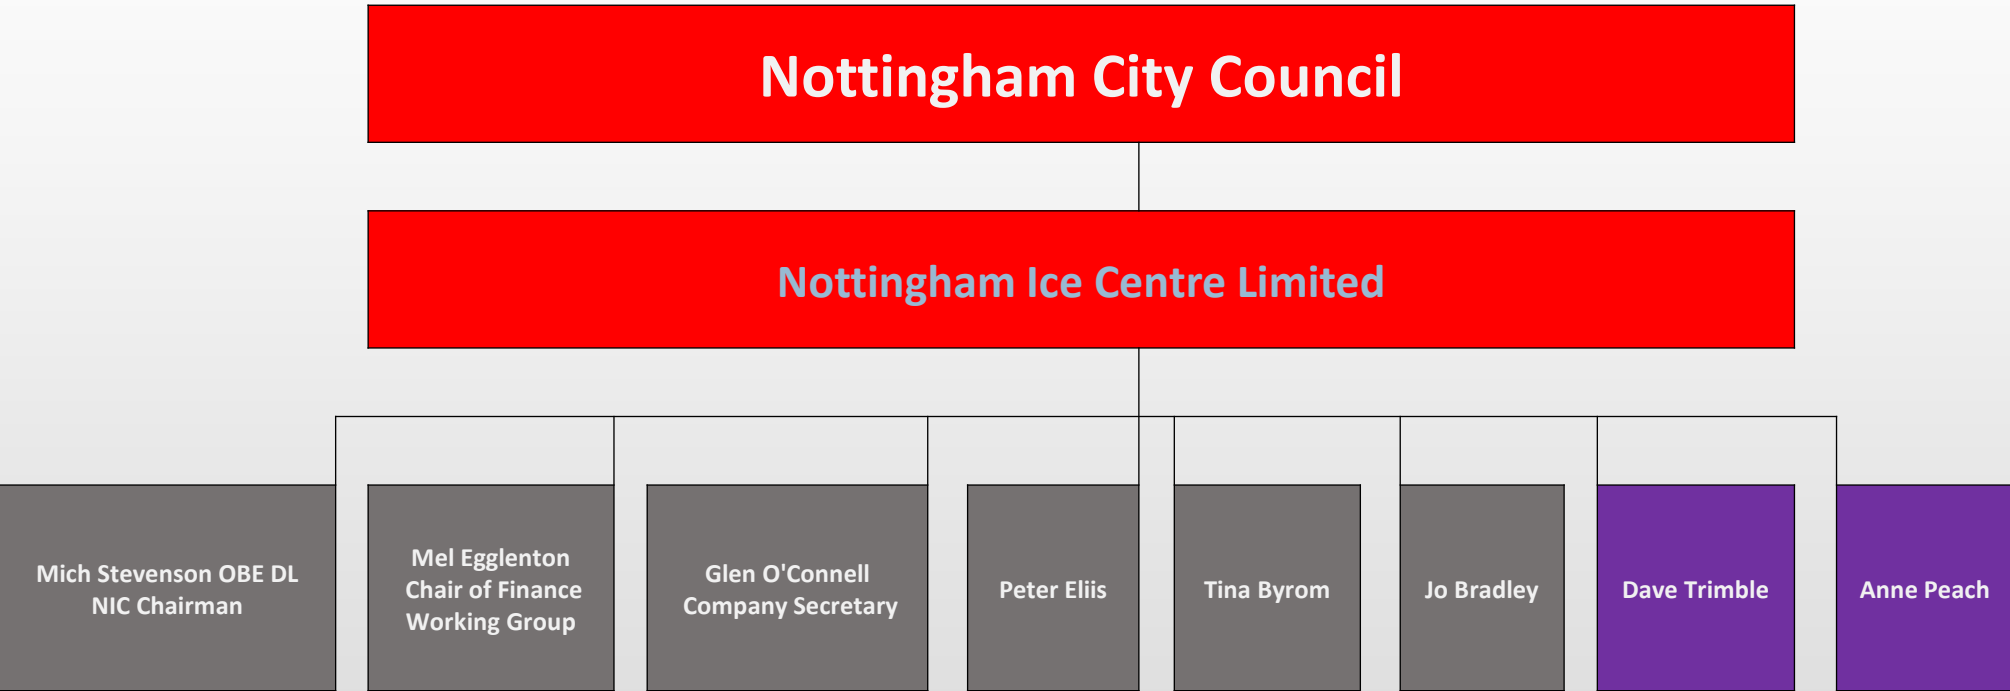 Nottingham City Council
Nottingham Ice Centre Limited
Mich Stevenson OBE DL
NIC Chairman
Mel Egglenton
Chair of Finance
Working Group
Glen O'Connell
Company Secretary
Peter Eliis
Tina Byrom
Jo Bradley
Dave Trimble
Anne Peach